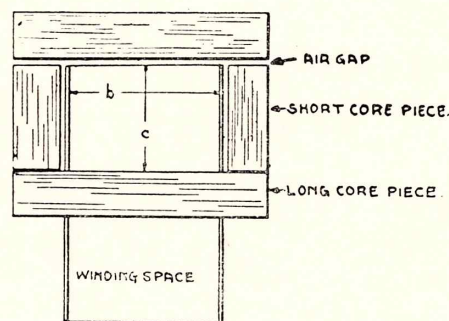 AIR GAP
b
SHORT CORE PIECE.
c
LONG CORE PIECE.
WINDING SPACE